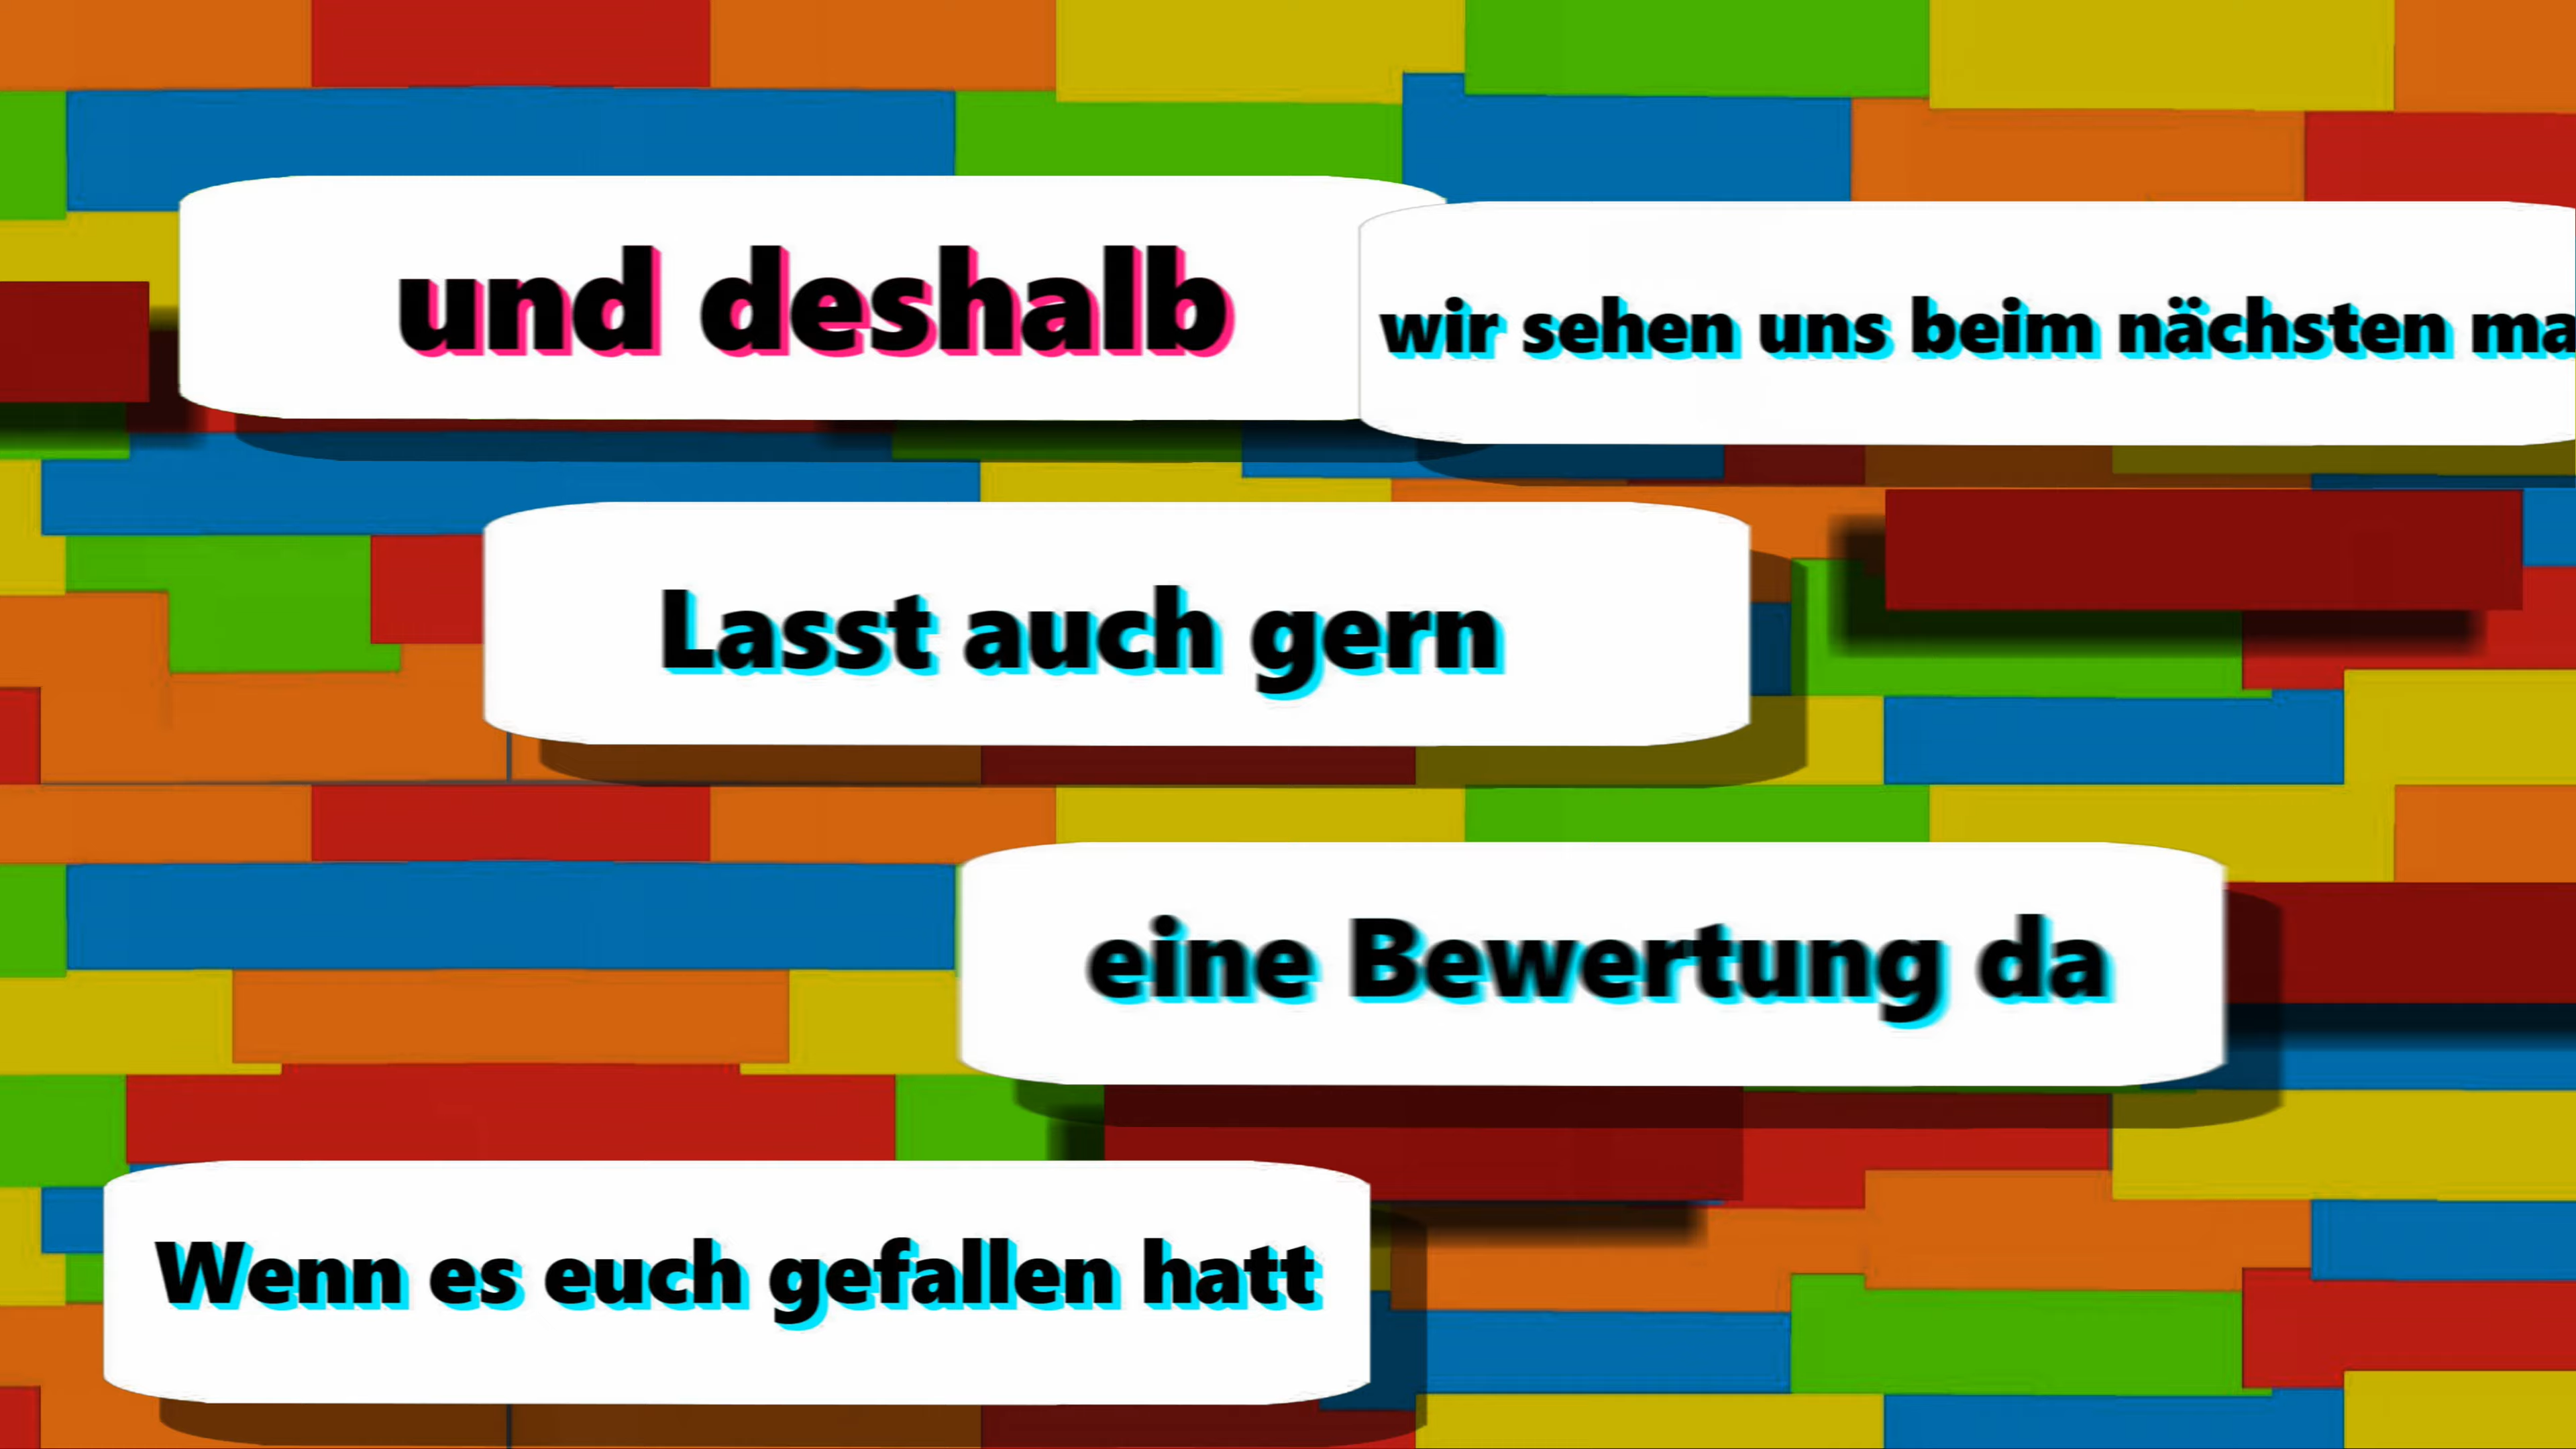 und deshalb
wir sehen uns beim nächsten ma
Lasst auch gern
eine Bewertung da
Wenn es euch gefallen hatt